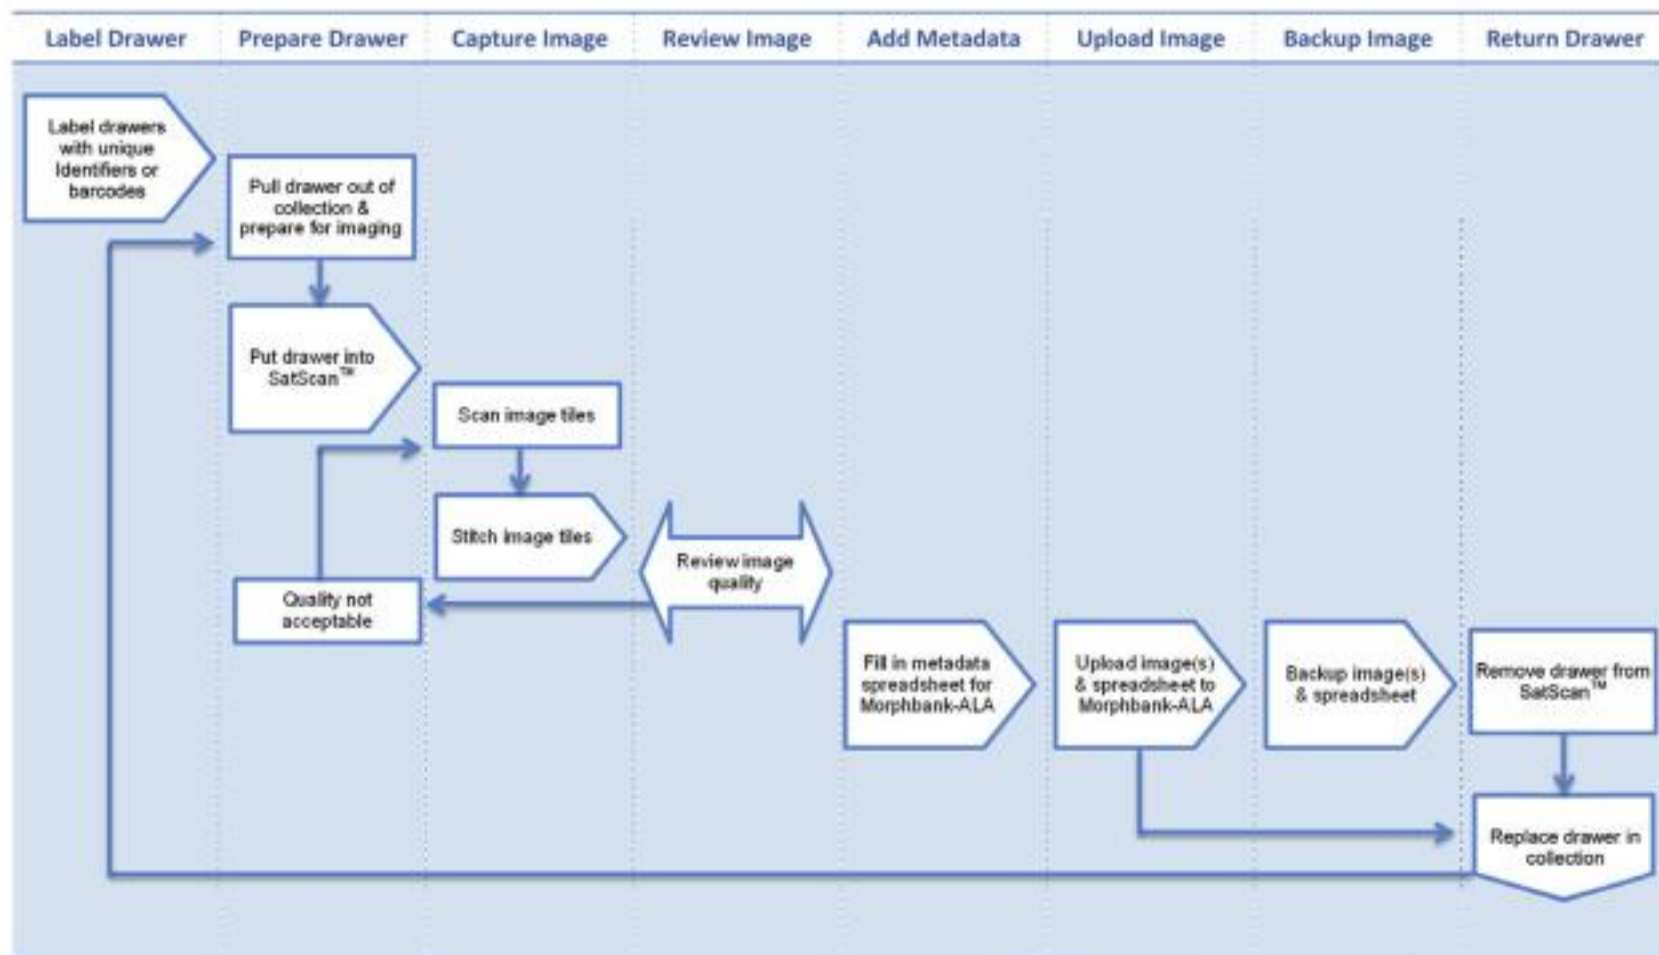 Label Drawer
Prepare Drawer
Capture Image
Review Image
Add Metadata
Upload Image
Backup Image
Return Drawer
Label drawers
with unique
Identifiers or
barcodes
Pull drawer out of
collection &
prepare for imaging
Put drawer into
SatScan™
Scan image tiles
Stitch image tiles
Review image
quality
Quality not
acceptable
Fill in metadata
spreadsheet for
Morphbank-ALA
Upload image(s)
& spreadsheet to
Morphbank-ALA
Backup image(s)
& spreadsheet
Remove drawer from
SatScan™
Replace drawer in
collection